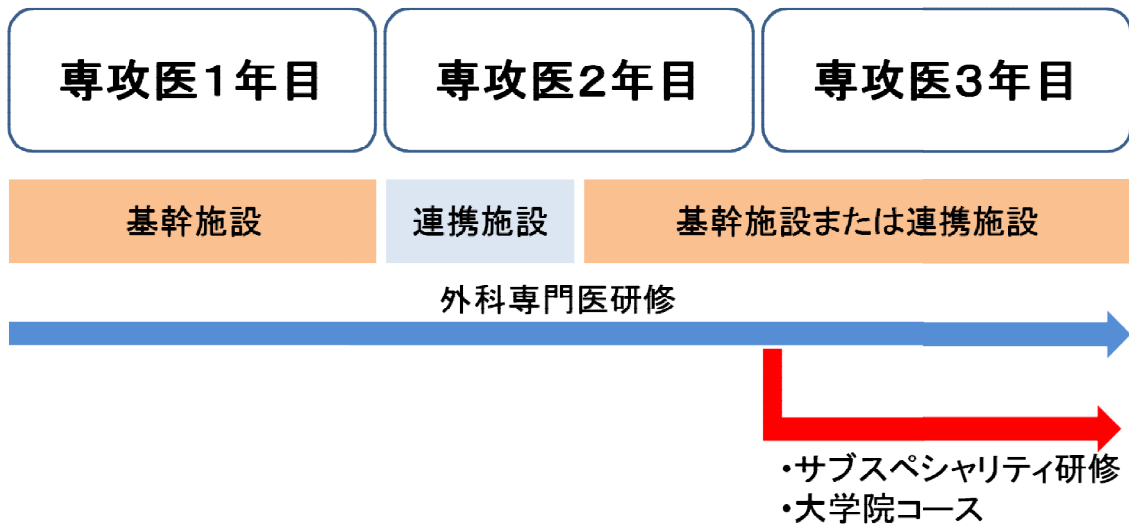 専攻医１年目
専攻医２年目
専攻医３年目
基幹施設
連携施設
基幹施設または連携施設
外科専門医研修
・サブスペシャリティ研修
・大学院コース